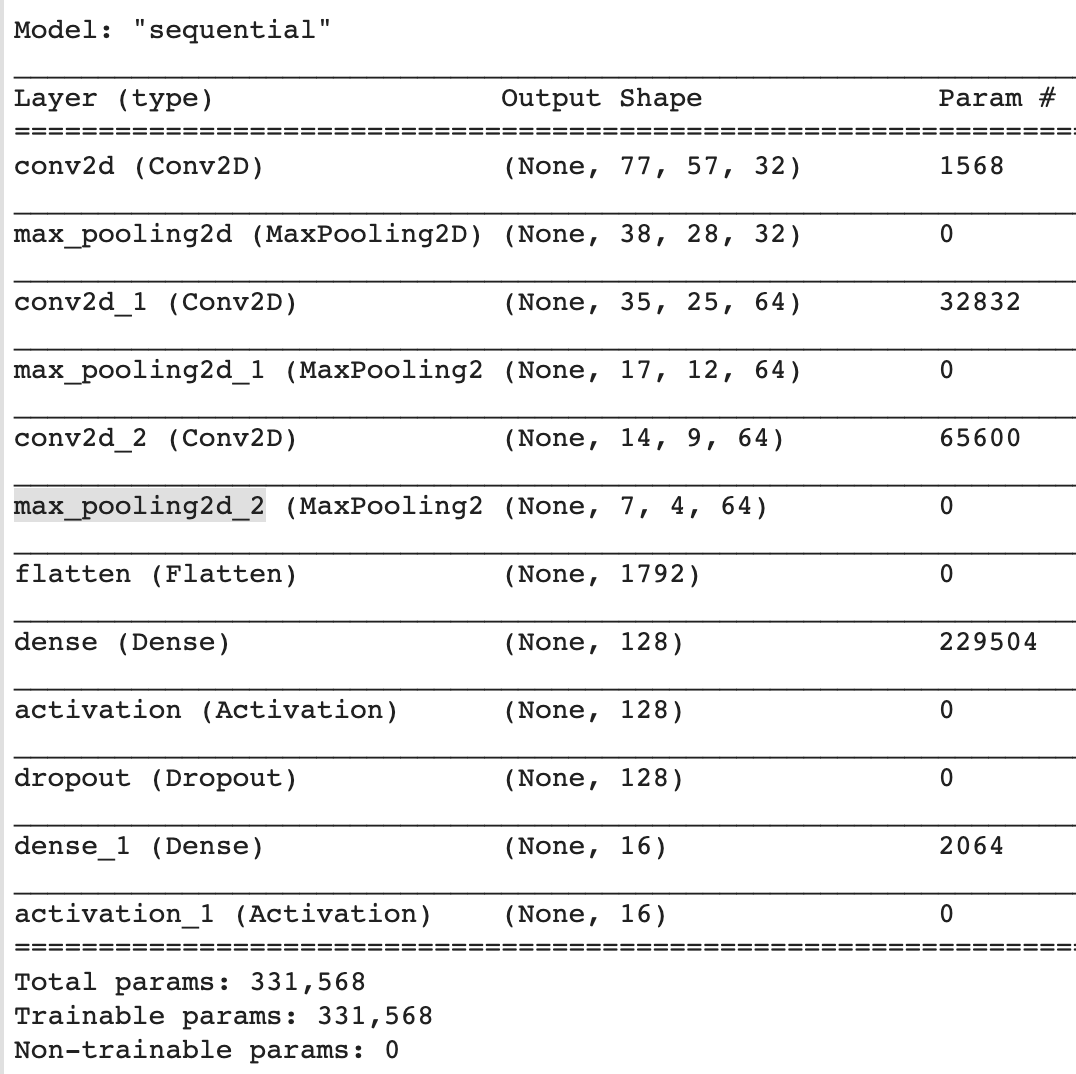 Model: "sequential"
Layer (type) Output Shape Param #
conv2d (Conv2D) (None, 77, 57, 32) 1568
max_pooling2d (MaxPooling2D) (None, 38, 28, 32) 0
conv2d_1 (Conv2D) (None, 35, 25, 64) 32832
max_pooling2d_1 (MaxPooling2 (None, 17, 12, 64) 0
conv2d_2 (Conv2D) (None, 14, 9, 64) 65600
max_pooling2d_2 (MaxPooling2 (None, 7, 4, 64) 0
flatten (Flatten) (None, 1792) 0
dense (Dense) (None, 128) 229504
activation (Activation) (None, 128) 0
dropout (Dropout) (None, 128) 0
dense_1 (Dense) (None, 16) 2064
activation_1 (Activation) (None, 16) 0
Total params: 331,568
Trainable params: 331,568
Non-trainable params: 0